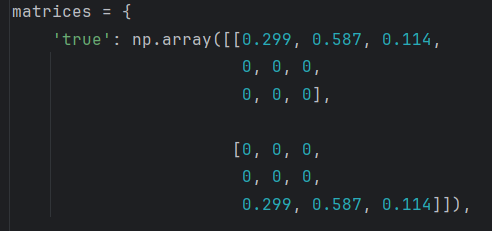 matrices = {
'true': np.array([[0.299, 0.587, 0.114,
0, 0, 0,
0, 0, 0],
[0, 0, 0,
0, 0, 0,
0.299, 0.587, 0.114]]),